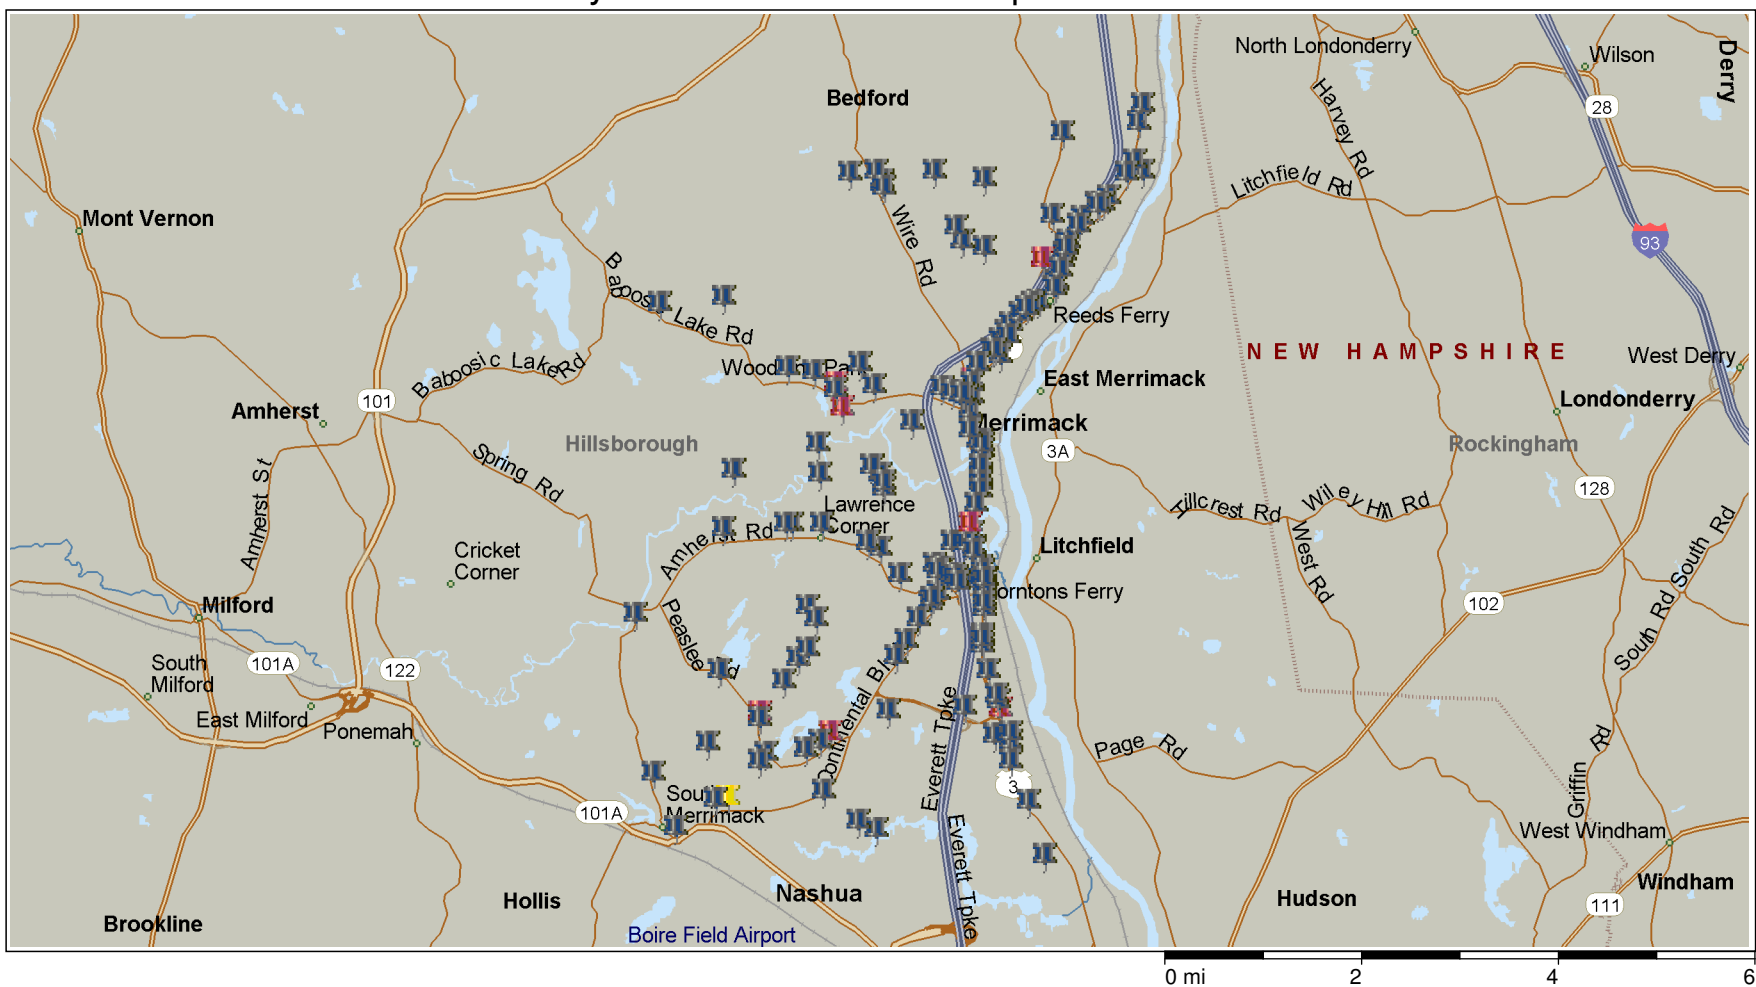 North Londonderry
Wilson
Derry
Bedford
28
Harvey Rd
Litchfield Rd
Mont Vernon
Wire Rd
93
Baboosic Lake Rd
Reeds Ferry
NEW HAMPSHIRE
West Derry
Baboosic Lake Rd
East Merrimack
101
Londonderry
Amherst
Merrimack
Hillsborough
3A
Rockingham
Spring Rd
Amherst St
128
Wiley Hill Rd
Hillcrest Rd
Lawrence
Corner
Amherst Rd
West Rd
South Rd
Litchfield
Cricket
Corner
Thorntons Ferry
Milford
102
Peaslee Rd
South Rd
101A
122
South
Milford
East Milford
Ponemah
Continental Bl
Everett Tpke
Page Rd
Griffin Rd
3
101A
South
Merrimack
Everett Tpke
West Windham
Nashua
Hollis
Hudson
Windham
111
Brookline
Boire Field Airport
0 mi 2 4 6